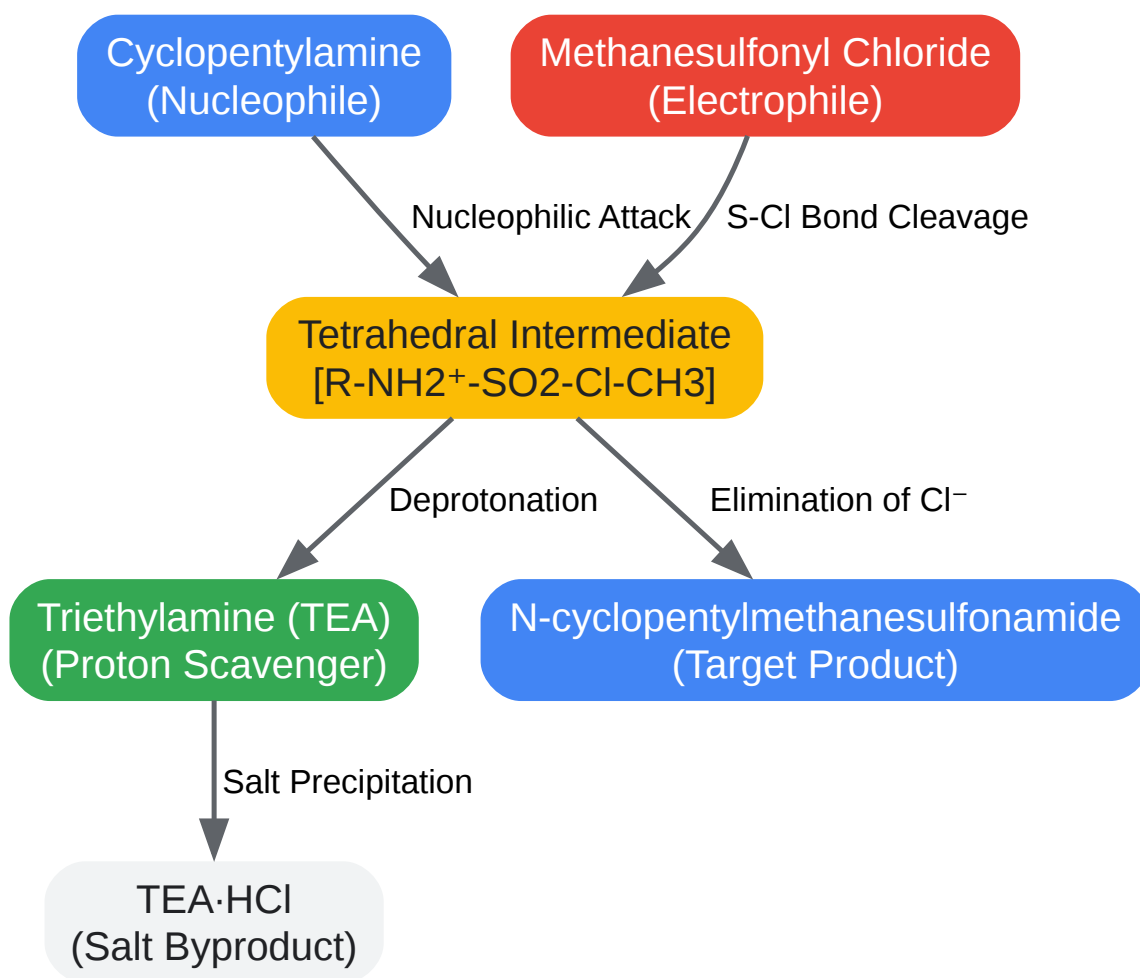 Cyclopentylamine
(Nucleophile)
Methanesulfonyl Chloride
(Electrophile)
Nucleophilic Attack
S-Cl Bond Cleavage
Tetrahedral Intermediate
[R-NH2⁺-SO2-Cl-CH3]
Deprotonation
Elimination of Cl⁻
Triethylamine (TEA)
(Proton Scavenger)
N-cyclopentylmethanesulfonamide
(Target Product)
Salt Precipitation
TEA·HCl
(Salt Byproduct)